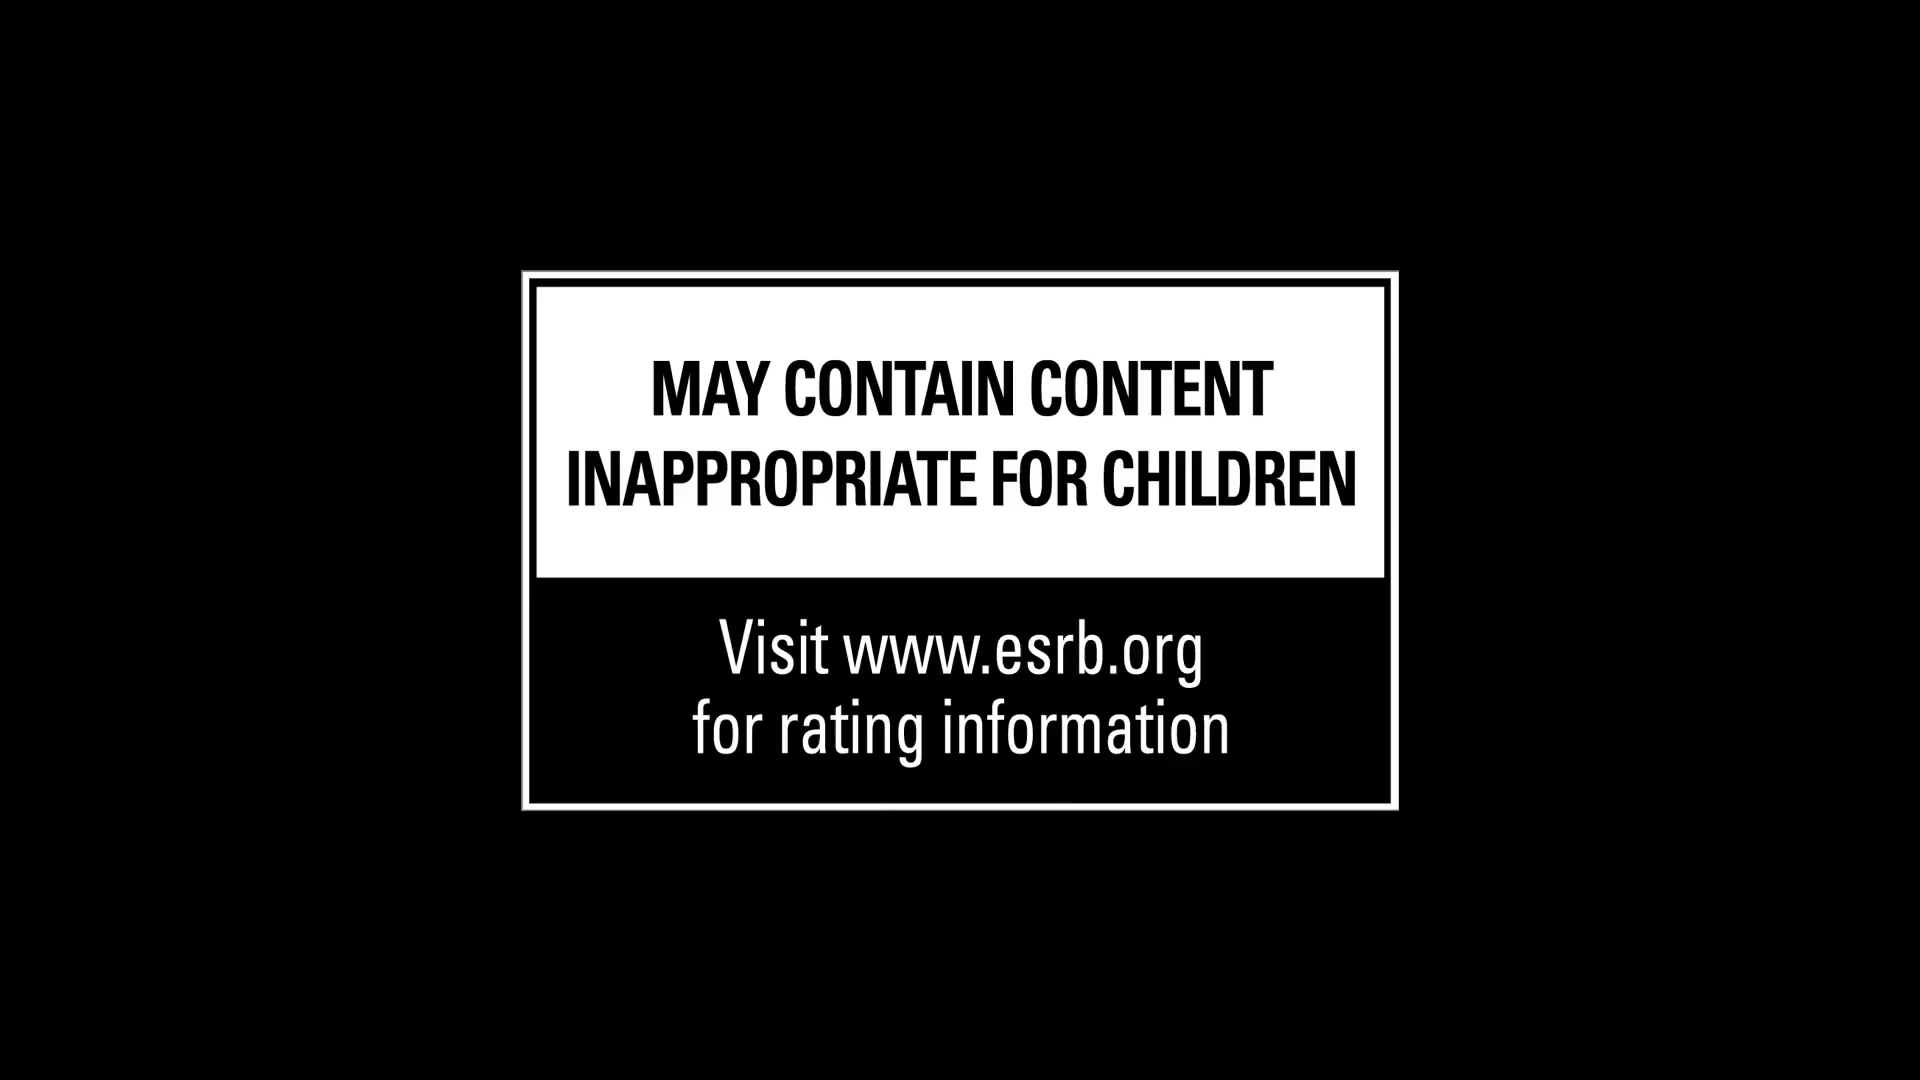 MAY CONTAIN CONTENT
INAPPROPRIATE FOR CHILDREN
Visit www.esrb.org
for rating information